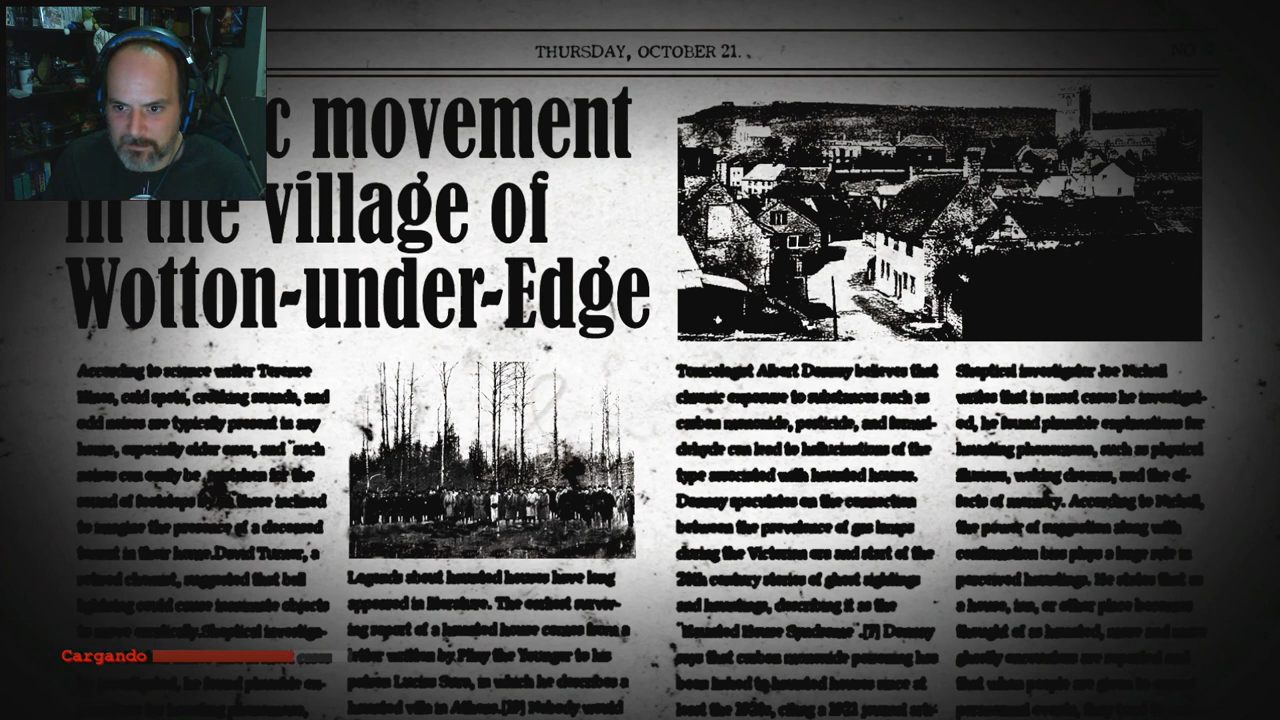 THURSDAY, OCTOBER 21.
NO
c movement
in the village of
Wotton-under-Edge
According to science writer Terence
Hines, cold spots, creaking sounds, and
odd noises are typically present in any
home, especially older ones, and "such
noises can easily be mistaken for the
sound of footsteps by those inclined
to imagine the presence of a deceased
tenant in their home.David Turner, a
retired chemist, suggested that ball
lightning could cause inanimate objects
to move erratically.Skeptical investiga-
Cargando
Legends about haunted houses have long
appeared in literature. The earliest surviv-
ing report of a haunted house comes from a
letter written by Pliny the Younger to his
patron Lucias Sura, in which he describes a
haunted villa in Athens.[19] Nobody would
Toxicologist Albert Donnay believes that
chronic exposure to substances such as
carbon monoxide, pesticide, and formal-
dehyde can lead to hallucinations of the
type associated with haunted houses.
Donnay speculates on the connection
between the prevalence of gas lamps
during the Victorian era and start of the
20th century stories of ghost sightings
and hauntings, describing it as the
"Haunted House Syndrome".[7] Donnay
says that carbon monoxide poisoning has
been linked to haunted houses since at
least the 1920s, citing a 1921 journal arti-
Skeptical investigator Joe Nickell
writes that in most cases he investigat-
ed, he found plausible explanations for
haunting phenomena, such as physical
illusions, waking dreams, and the ef-
fects of memory. According to Nickell,
the power of suggestion along with
confirmation bias plays a huge role in
perceived hauntings. He states that as
a house, inn, or other place becomes
thought of as haunted, more and more
ghostly encounters are reported and
that when people are given to expect